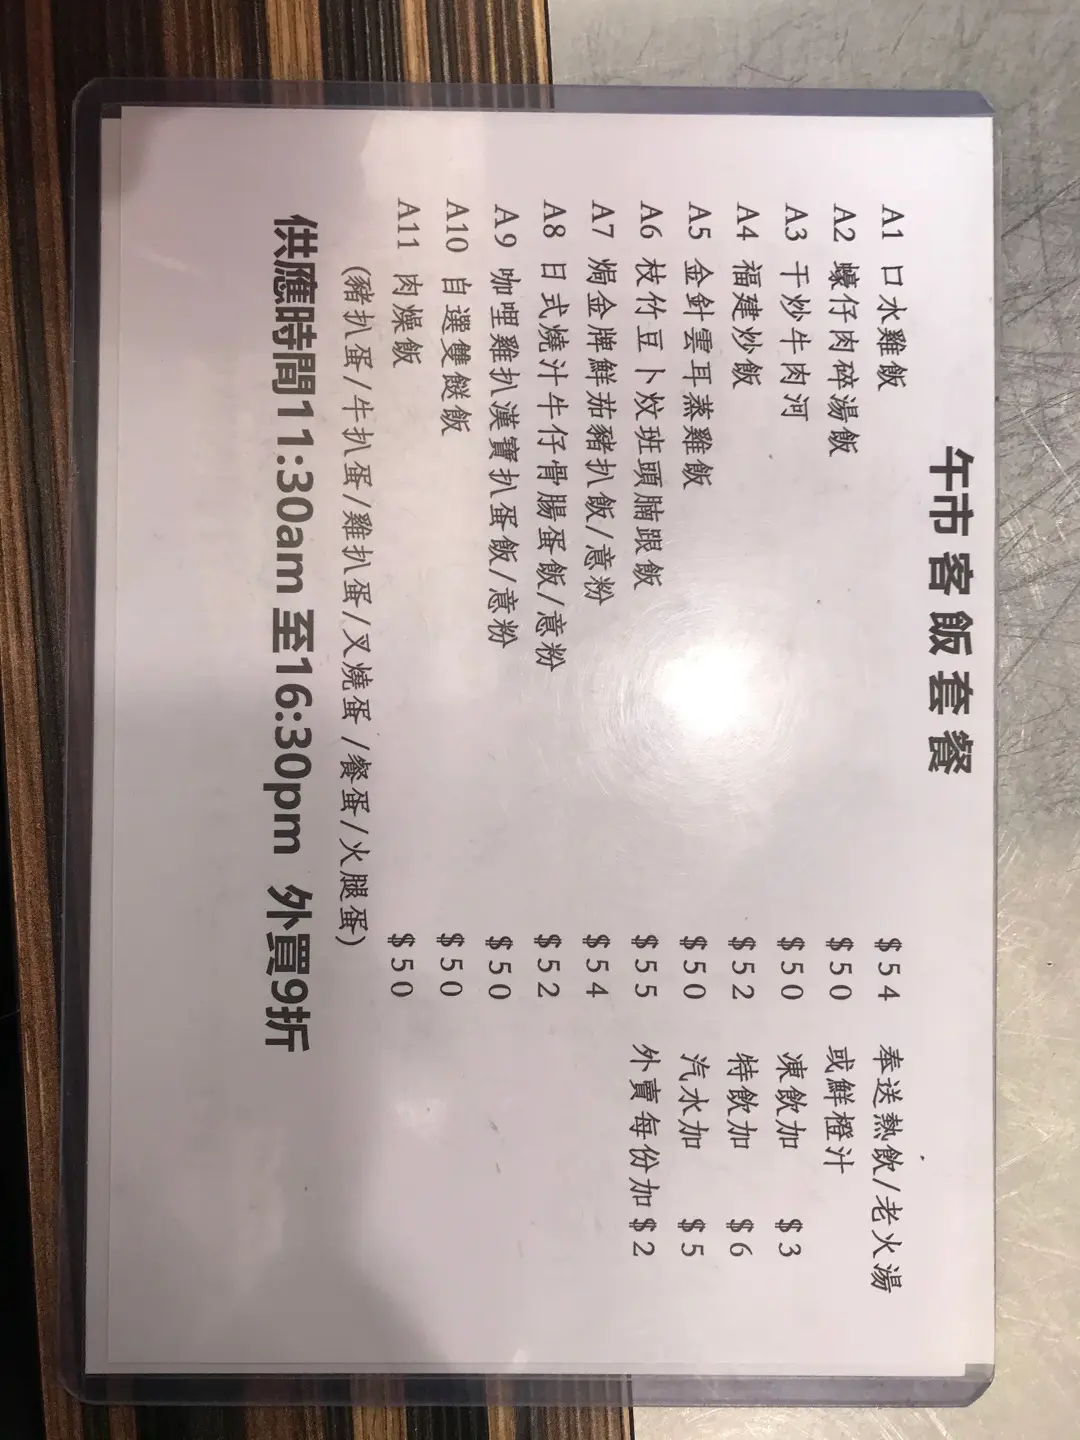 午市客飯套餐
A1 口水雞飯 $54 奉送熱飲/老火湯
A2 蠔仔肉碎湯飯 $50 或鮮橙汁
A3 干炒牛肉河 $50 凍飲加 $3
A4 福建炒飯 $52 特飲加 $6
A5 金針雲耳蒸雞飯 $50 汽水加 $5
A6 枝竹豆卜炆班頭腩跟飯 $55 外賣每份加 $2
A7 焗金牌鮮茄豬扒飯/意粉 $54
A8 日式燒汁牛仔骨腸蛋飯/意粉 $52
A9 咖哩雞扒漢寶扒蛋飯/意粉 $50
A10 自選雙餸飯 $50
A11 肉燥飯 $50
(豬扒蛋/牛扒蛋/雞扒蛋/叉燒蛋 /餐蛋/火腿蛋)
供應時間11:30am 至16:30pm 外買9折